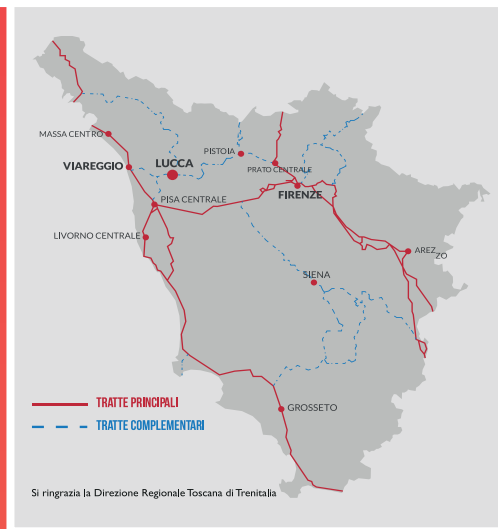 MASSA CENTRO
PISTOIA
VIAREGGIO
LUCCA
PRATO CENTRALE
FIRENZE
PISA CENTRALE
LIVORNO CENTRALE
AREZ
ZO
SIENA
TRATTE PRINCIPALI
GROSSETO
TRATTE COMPLEMENTARI
Si ringrazia la Direzione Regionale Toscana di Trenitalia